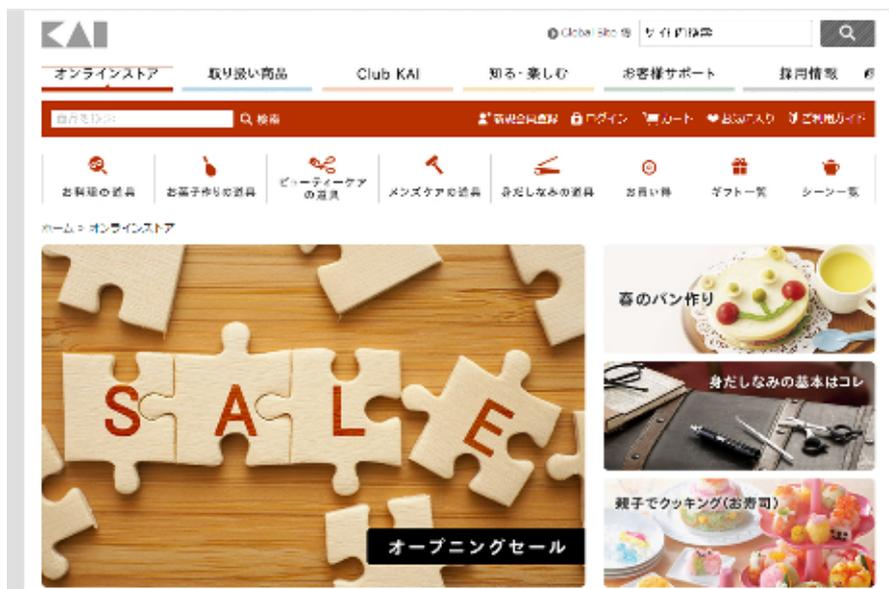 KAI
Global Site サイト内検索
オンラインストア 取り扱い商品 Club KAI 知る・楽しむ お客様サポート 採用情報
検索 新規会員登録 ログイン カート お気に入り ご利用ガイド
お料理の道具 お菓子作りの道具 ビューティーケアの道具 メンズケアの道具 身だしなみの道具 お買い得 ギフト一覧 シーン一覧
ホーム > オンラインストア
春のパン作り
身だしなみの基本はコレ
SALE
親子でクッキング(お寿司)
オープニングセール